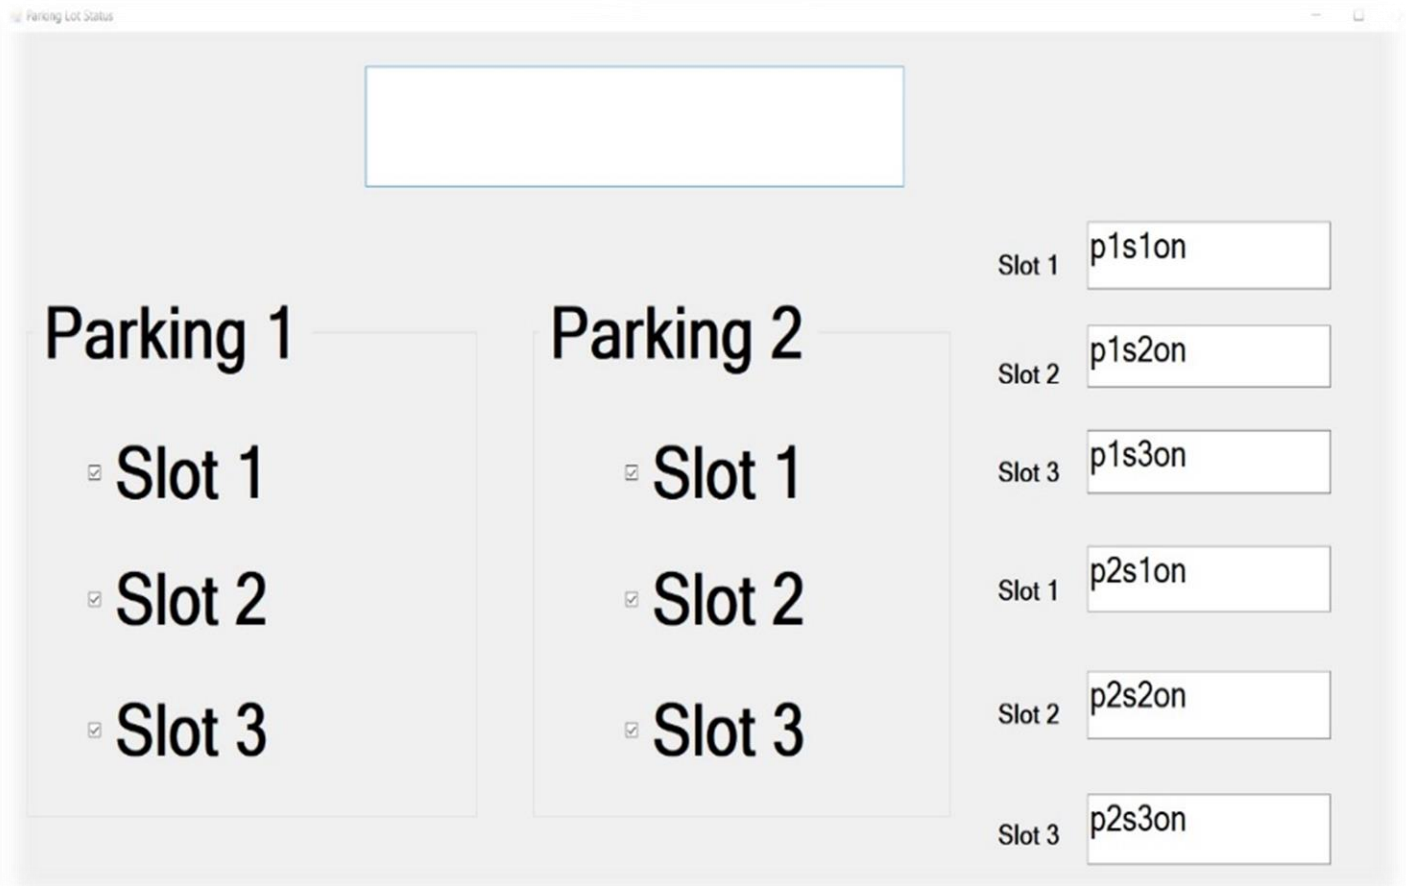 Parking Lot Status
Parking 1
Slot 1
Slot 2
Slot 3
Parking 2
Slot 1
Slot 2
Slot 3
Slot 1 p1s1on
Slot 2 p1s2on
Slot 3 p1s3on
Slot 1 p2s1on
Slot 2 p2s2on
Slot 3 p2s3on